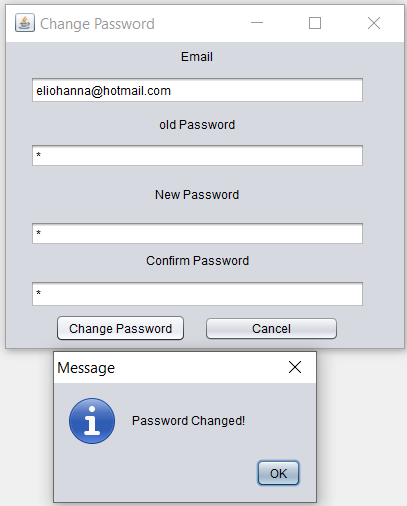 Change Password
Email
eliohanna@hotmail.com
old Password
*
New Password
*
Confirm Password
*
Change Password Cancel
Message
Password Changed!
OK